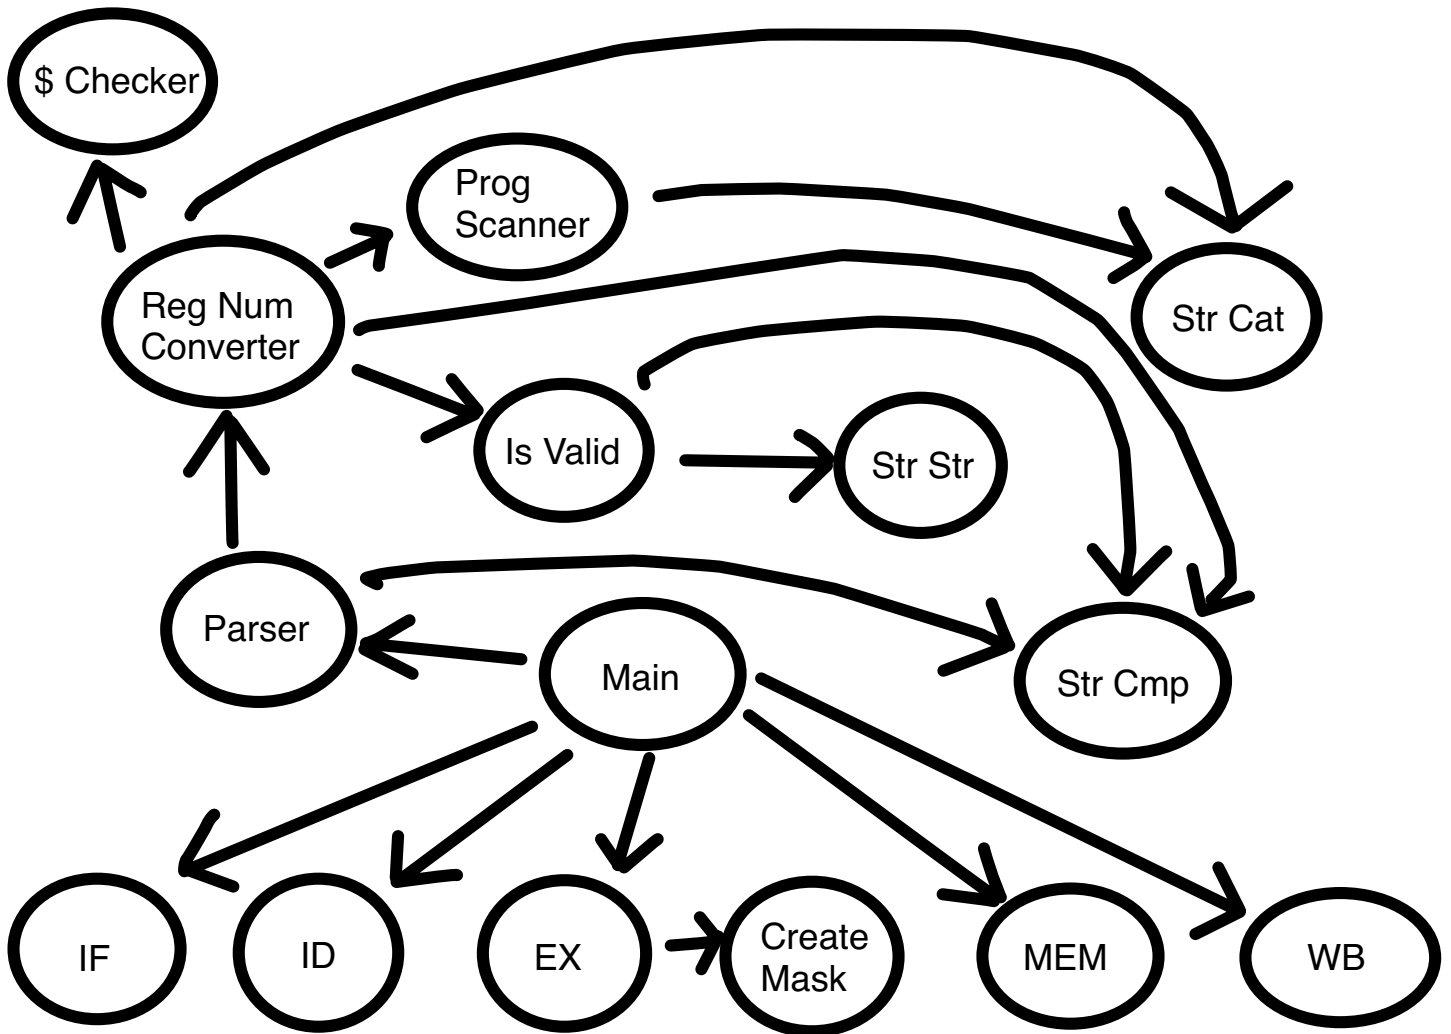 $ Checker
Prog
Scanner
Reg Num
Converter
Str Cat
Is Valid
Str Str
Parser
Main
Str Cmp
IF
ID
EX
Create
Mask
MEM
WB